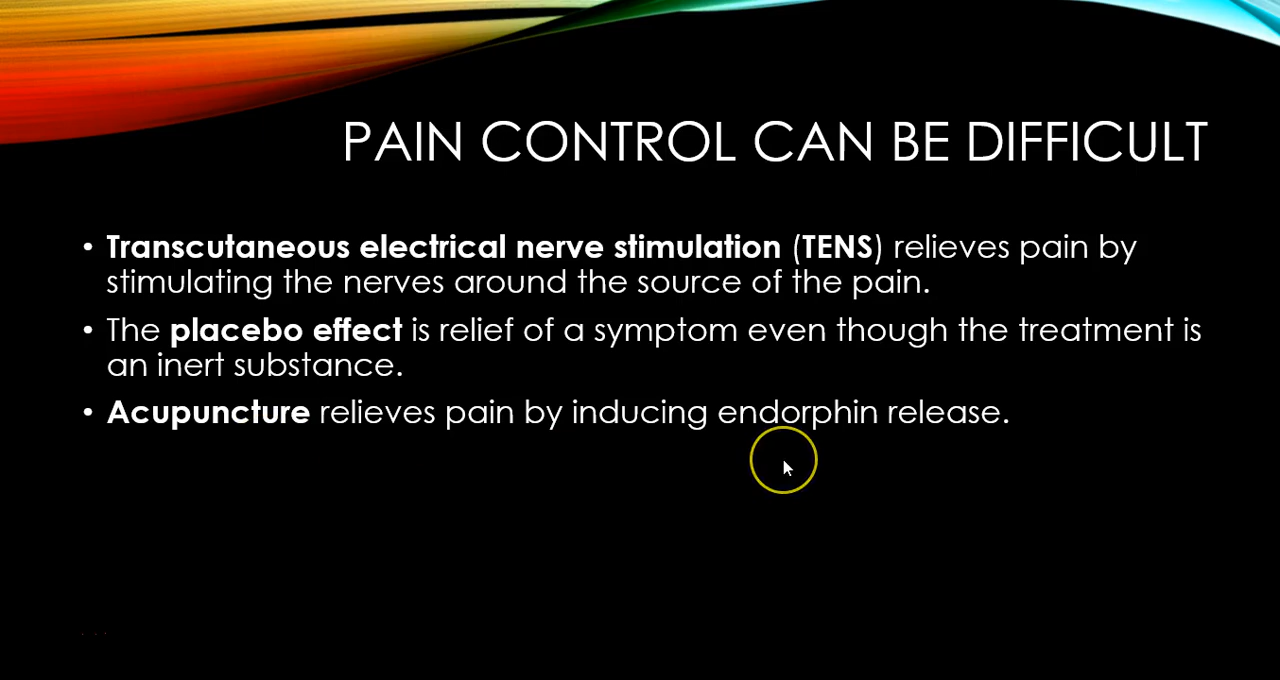 PAIN CONTROL CAN BE DIFFICULT
• Transcutaneous electrical nerve stimulation (TENS) relieves pain by
stimulating the nerves around the source of the pain.
• The placebo effect is relief of a symptom even though the treatment is
an inert substance.
• Acupuncture relieves pain by inducing endorphin release.